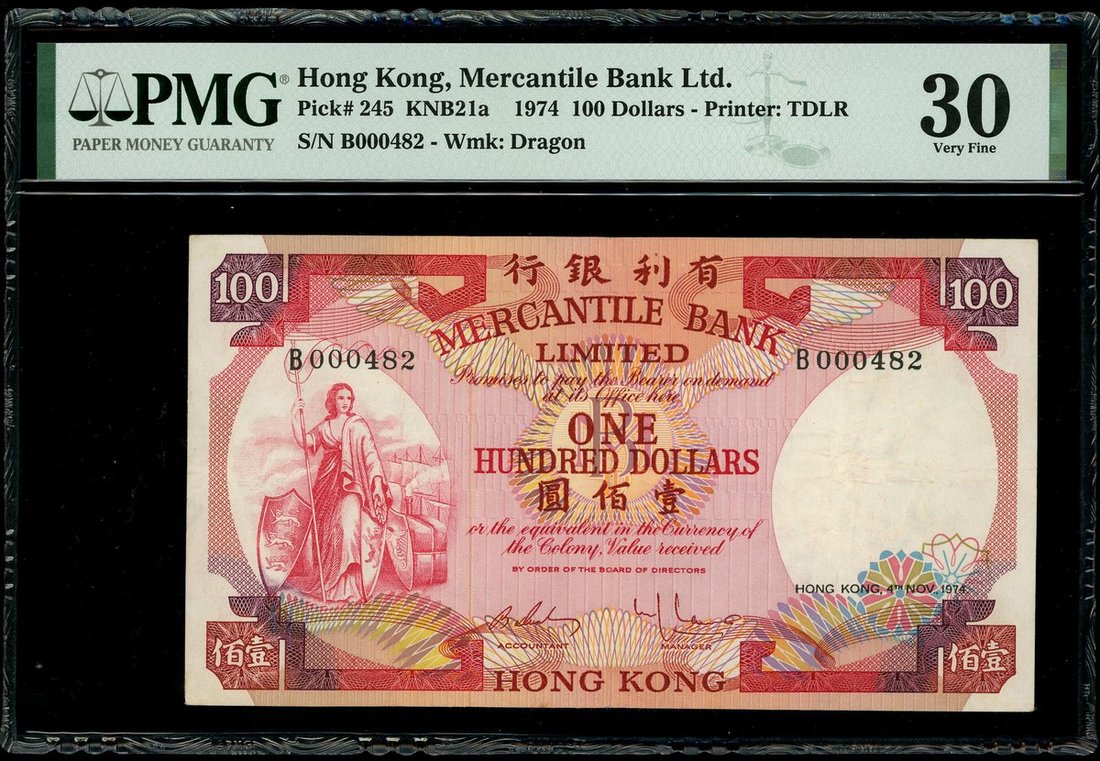 PMG®
PAPER MONEY GUARANTY
Hong Kong, Mercantile Bank Ltd.
Pick# 245 KNB21a 1974 100 Dollars - Printer: TDLR
S/N B000482 - Wmk: Dragon
30
Very Fine
100
行銀利有
100
MERCANTILE BANK
LIMITED
B000482
B000482
Promises to pay the Bearer on demand
at its Office here
B
ONE
HUNDRED DOLLARS
圓佰壹
or the equivalent in the Currency of
the Colony, Value received
BY ORDER OF THE BOARD OF DIRECTORS
HONG KONG, 4TH NOV. 1974.
ACCOUNTANT
MANAGER
佰壹
HONG KONG
佰壹